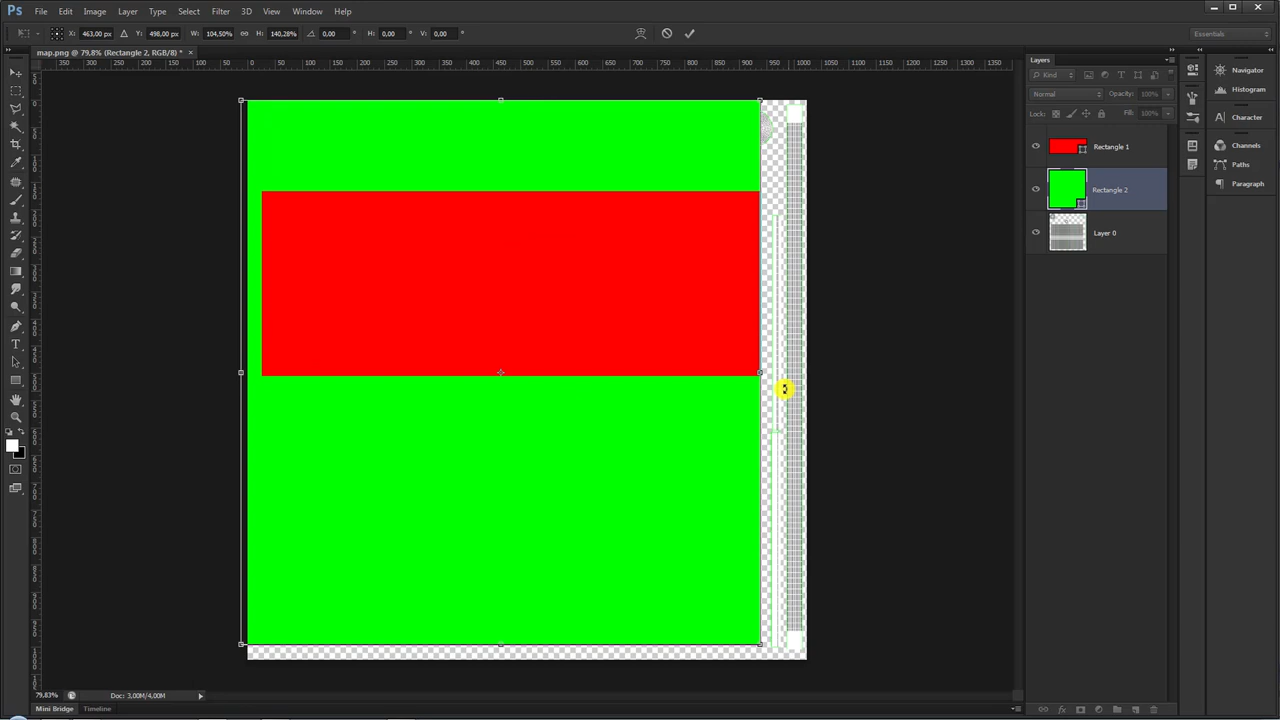 Ps File Edit Image Layer Type Select Filter 3D View Window Help
X: 463,00 px Y: 498,00 px W: 104,50% H: 140,28% 0,00 ° H: 0,00 ° V: 0,00 ° Essentials
map.png @ 79,8% (Rectangle 2, RGB/8) * ×
350 300 250 200 150 100 50 0 50 100 150 200 250 300 350 400 450 500 550 600 650 700 750 800 850 900 950 1000 1050 1100 1150 1200 1250 1300 1350
Layers
Kind
Normal Opacity: 100%
Lock: Fill: 100%
Rectangle 1
Rectangle 2
Layer 0
Navigator
Histogram
Character
Channels
Paths
Paragraph
79,83% Doc: 3,00M/4,00M
Mini Bridge Timeline